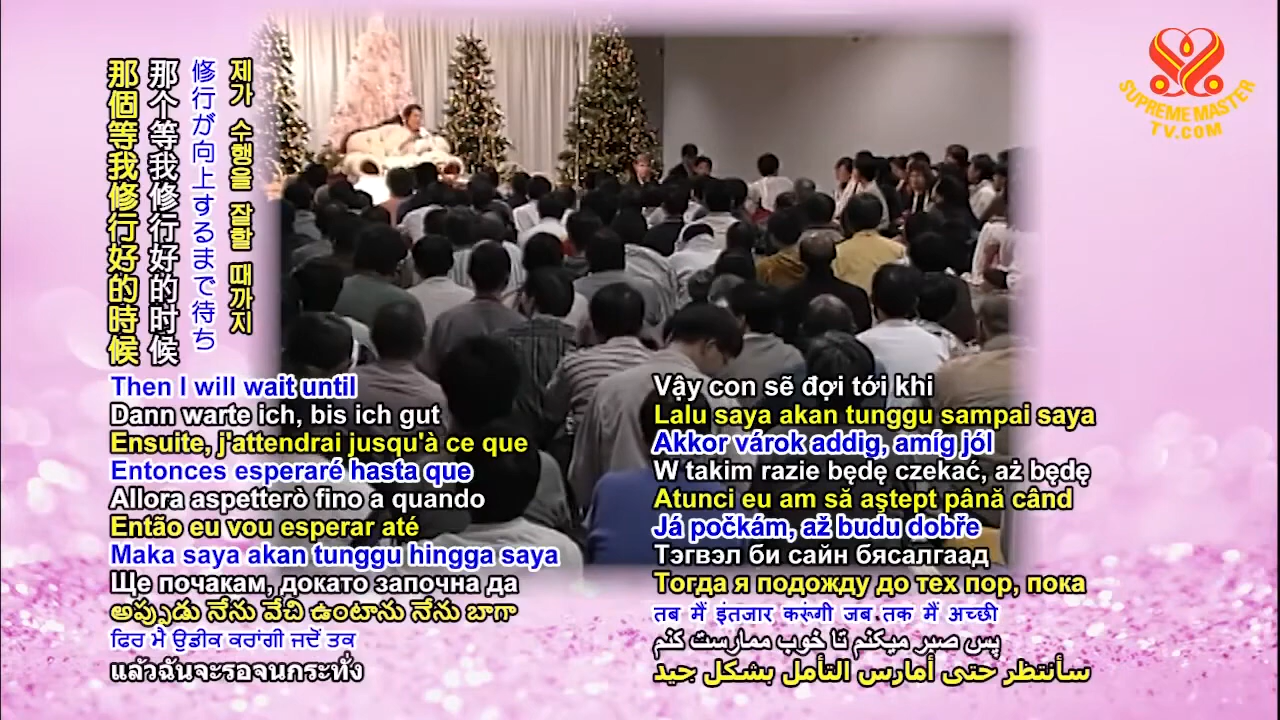 那個等我修行好的時候
那个等我修行好的时候
修行が向上するまで待ち
제가 수행을 잘할 때까지
SUPREME MASTER
TV.COM
Then I will wait until
Dann warte ich, bis ich gut
Ensuite, j'attendrai jusqu'à ce que
Entonces esperaré hasta que
Allora aspetterò fino a quando
Então eu vou esperar até
Maka saya akan tunggu hingga saya
Ще почакам, докато започна да
అప్పుడు నేను వేచి ఉంటాను నేను బాగా
ਫਿਰ ਮੈਂ ਉਡੀਕ ਕਰਾਂਗੀ ਜਦੋਂ ਤਕ
แล้วฉันจะรอจนกระทั่ง
Vậy con sẽ đợi tới khi
Lalu saya akan tunggu sampai saya
Akkor várok addig, amíg jól
W takim razie będę czekać, aż będę
Atunci eu am să aştept până când
Já počkám, až budu dobře
Тэгвэл би сайн бясалгаад
Тогда я подожду до тех пор, пока
तब मैं इंतजार करूंगी जब तक मैं अच्छी
پس صبر میکنم تا خوب ممارست کنم
سأنتظر حتى أمارس التأمل بشكل جيد